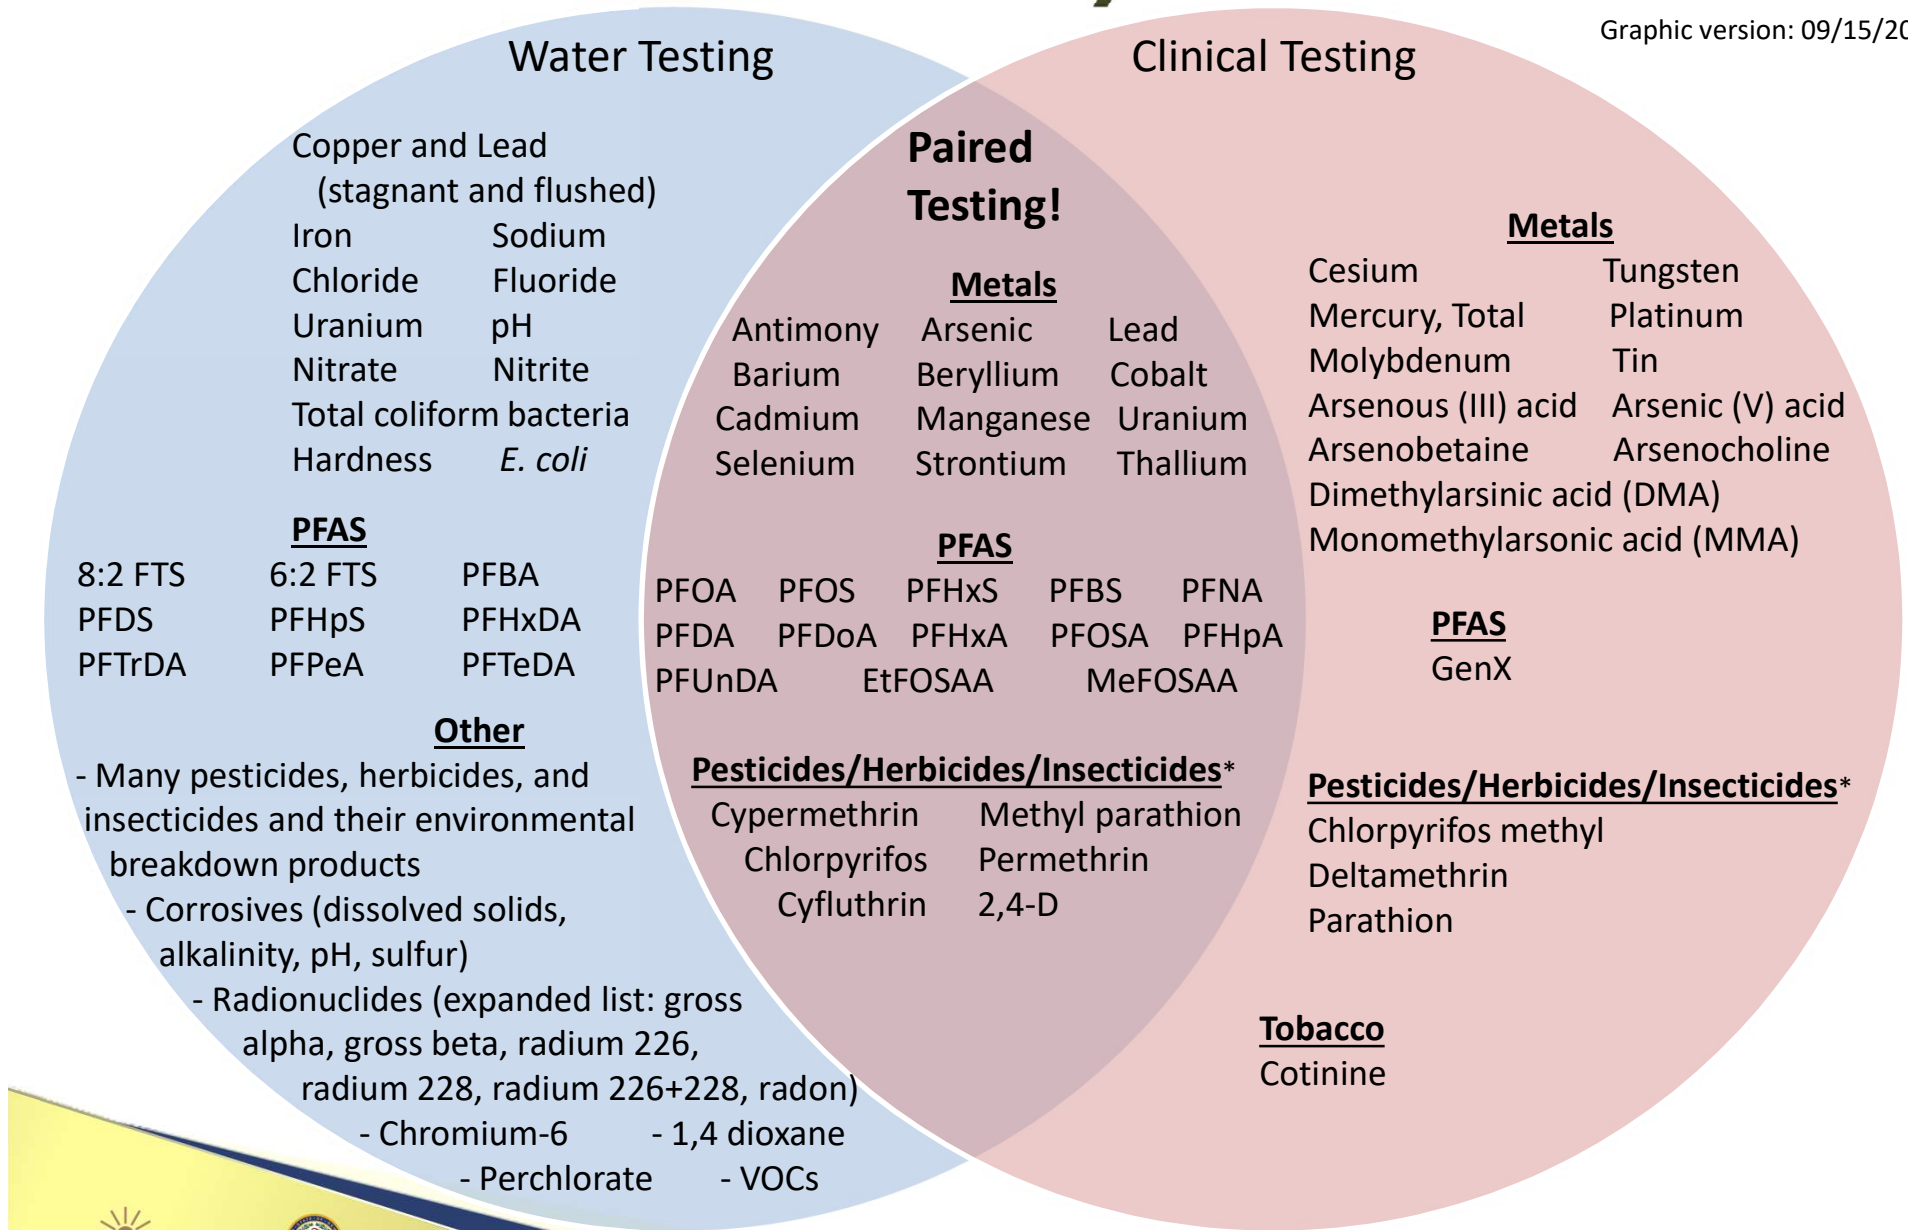 Graphic version: 09/15/20
Water Testing
Copper and Lead
(stagnant and flushed)
Iron Sodium
Chloride Fluoride
Uranium pH
Nitrate Nitrite
Total coliform bacteria
Hardness E. coli
PFAS
8:2 FTS 6:2 FTS PFBA
PFDS PFHpS PFHxDA
PFTrDA PFPeA PFTeDA
Other
- Many pesticides, herbicides, and
insecticides and their environmental
breakdown products
- Corrosives (dissolved solids,
alkalinity, pH, sulfur)
- Radionuclides (expanded list: gross
alpha, gross beta, radium 226,
radium 228, radium 226+228, radon)
- Chromium-6 - 1,4 dioxane
- Perchlorate - VOCs
Paired
Testing!
Metals
Antimony Arsenic Lead
Barium Beryllium Cobalt
Cadmium Manganese Uranium
Selenium Strontium Thallium
PFAS
PFOA PFOS PFHxS PFBS PFNA
PFDA PFDoA PFHxA PFOSA PFHpA
PFUnDA EtFOSAA MeFOSAA
Pesticides/Herbicides/Insecticides*
Cypermethrin Methyl parathion
Chlorpyrifos Permethrin
Cyfluthrin 2,4-D
Clinical Testing
Metals
Cesium Tungsten
Mercury, Total Platinum
Molybdenum Tin
Arsenous (III) acid Arsenic (V) acid
Arsenobetaine Arsenocholine
Dimethylarsinic acid (DMA)
Monomethylarsonic acid (MMA)
PFAS
GenX
Pesticides/Herbicides/Insecticides*
Chlorpyrifos methyl
Deltamethrin
Parathion
Tobacco
Cotinine